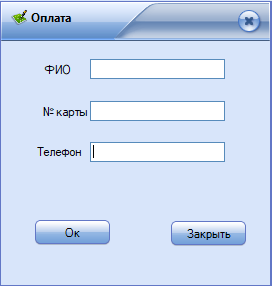 Оплата
ФИО
№ карты
Телефон
Ок
Закрыть